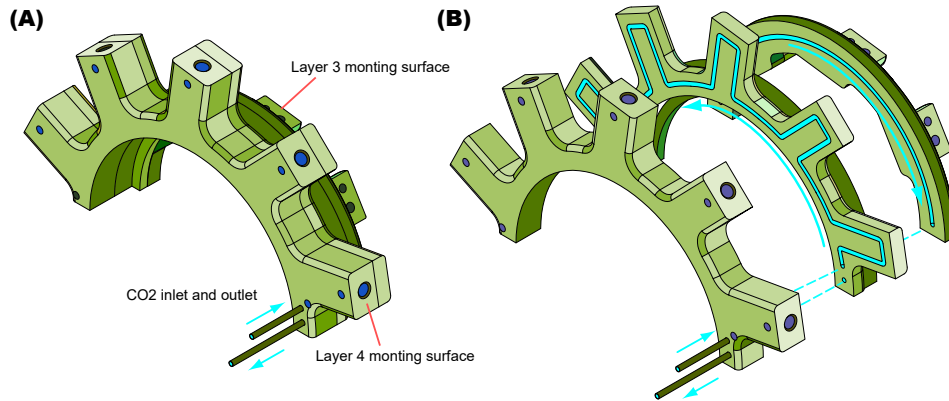 (A)
(B)
Layer 3 monting surface
CO2 inlet and outlet
Layer 4 monting surface